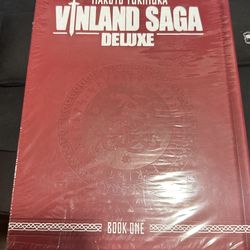 MAKOTO YUKIMURA
VINLAND SAGA
DELUXE
BOOK ONE